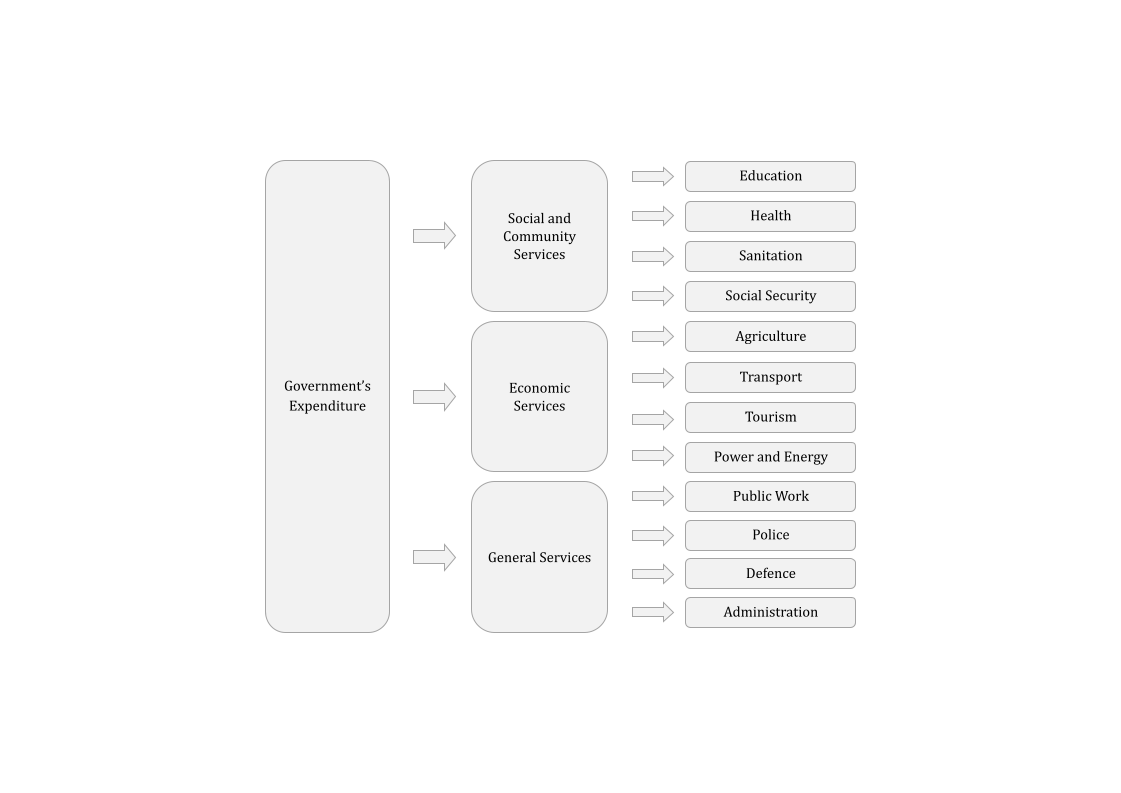 Government’s
Expenditure
Social and
Community
Services
Economic
Services
General Services
Education
Health
Sanitation
Social Security
Agriculture
Transport
Tourism
Power and Energy
Public Work
Police
Defence
Administration